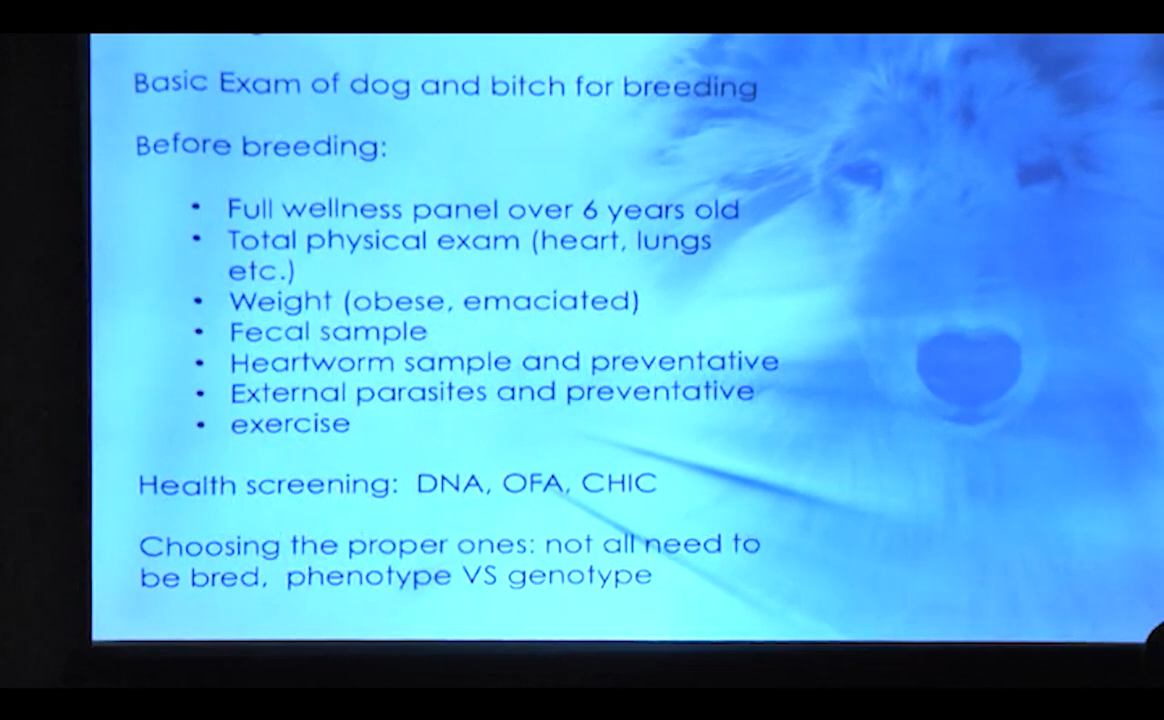 Basic Exam of dog and bitch for breeding
Before breeding:
• Full wellness panel over 6 years old
• Total physical exam (heart, lungs
etc.)
• Weight (obese, emaciated)
• Fecal sample
• Heartworm sample and preventative
• External parasites and preventative
• exercise
Health screening: DNA, OFA, CHIC
Choosing the proper ones: not all need to
be bred, phenotype VS genotype